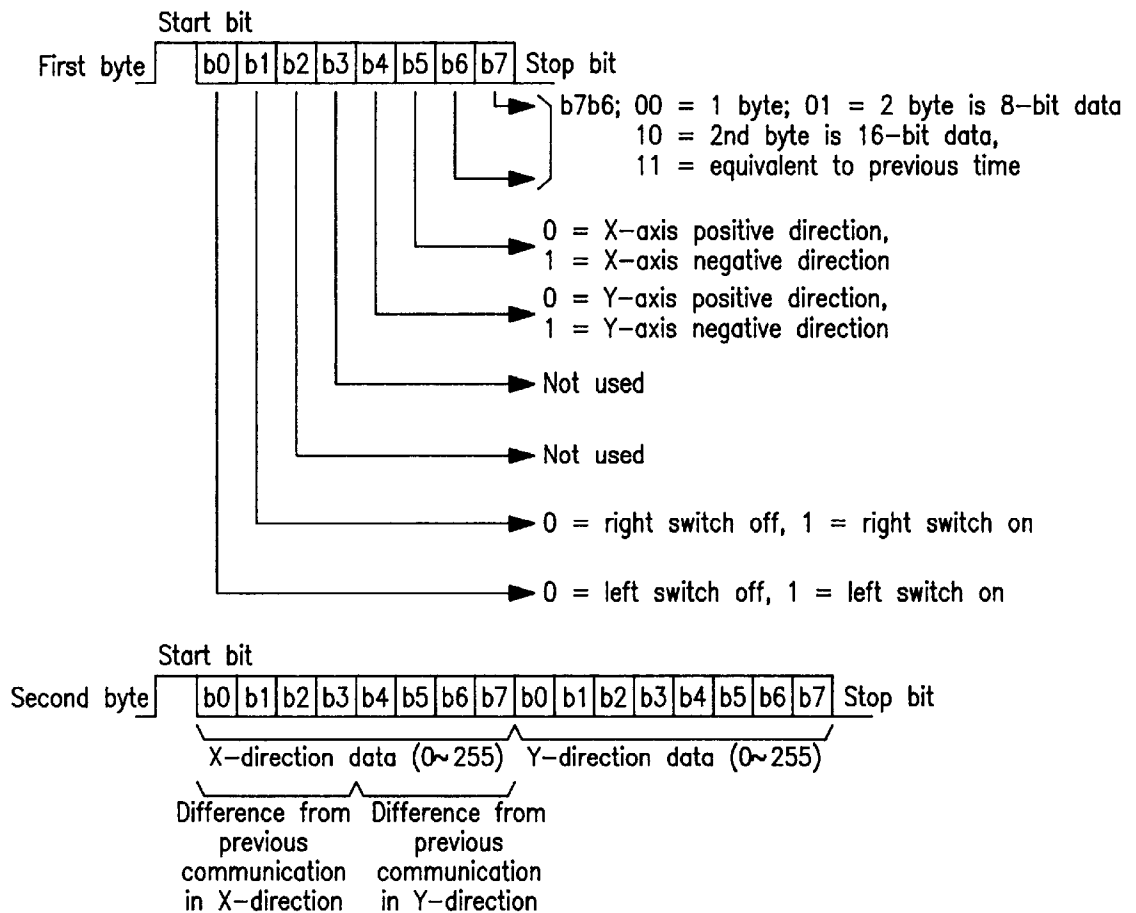 Start bit
First byte b0 b1 b2 b3 b4 b5 b6 b7 Stop bit
b7b6; 00 = 1 byte; 01 = 2 byte is 8-bit data
10 = 2nd byte is 16-bit data,
11 = equivalent to previous time
0 = X-axis positive direction,
1 = X-axis negative direction
0 = Y-axis positive direction,
1 = Y-axis negative direction
Not used
Not used
0 = right switch off, 1 = right switch on
0 = left switch off, 1 = left switch on
Start bit
Second byte b0 b1 b2 b3 b4 b5 b6 b7 b0 b1 b2 b3 b4 b5 b6 b7 Stop bit
X-direction data (0~255) Y-direction data (0~255)
Difference from
previous
communication
in X-direction
Difference from
previous
communication
in Y-direction